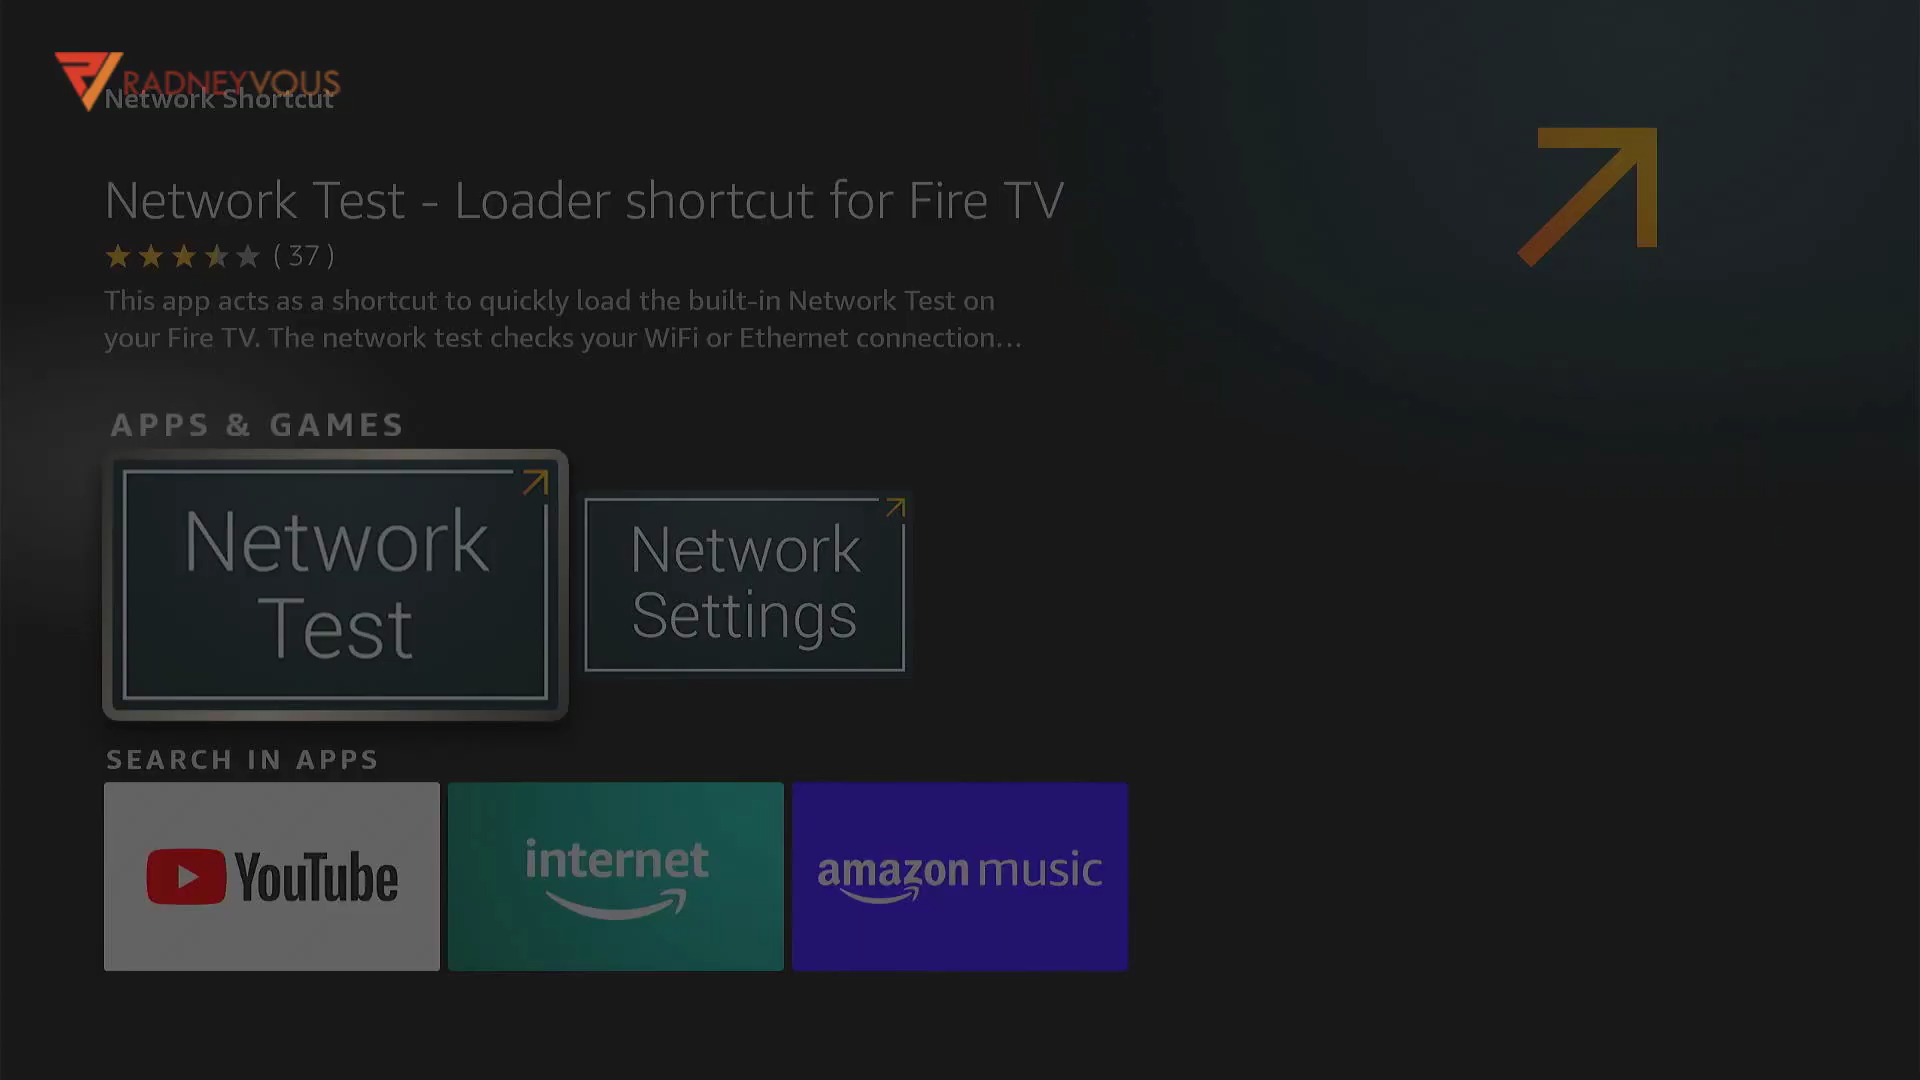 RADNEYVOUS
Network Shortcut
Network Test - Loader shortcut for Fire TV
( 37 )
This app acts as a shortcut to quickly load the built-in Network Test on
your Fire TV. The network test checks your WiFi or Ethernet connection...
APPS & GAMES
Network
Test
Network
Settings
SEARCH IN APPS
YouTube
internet
amazon music